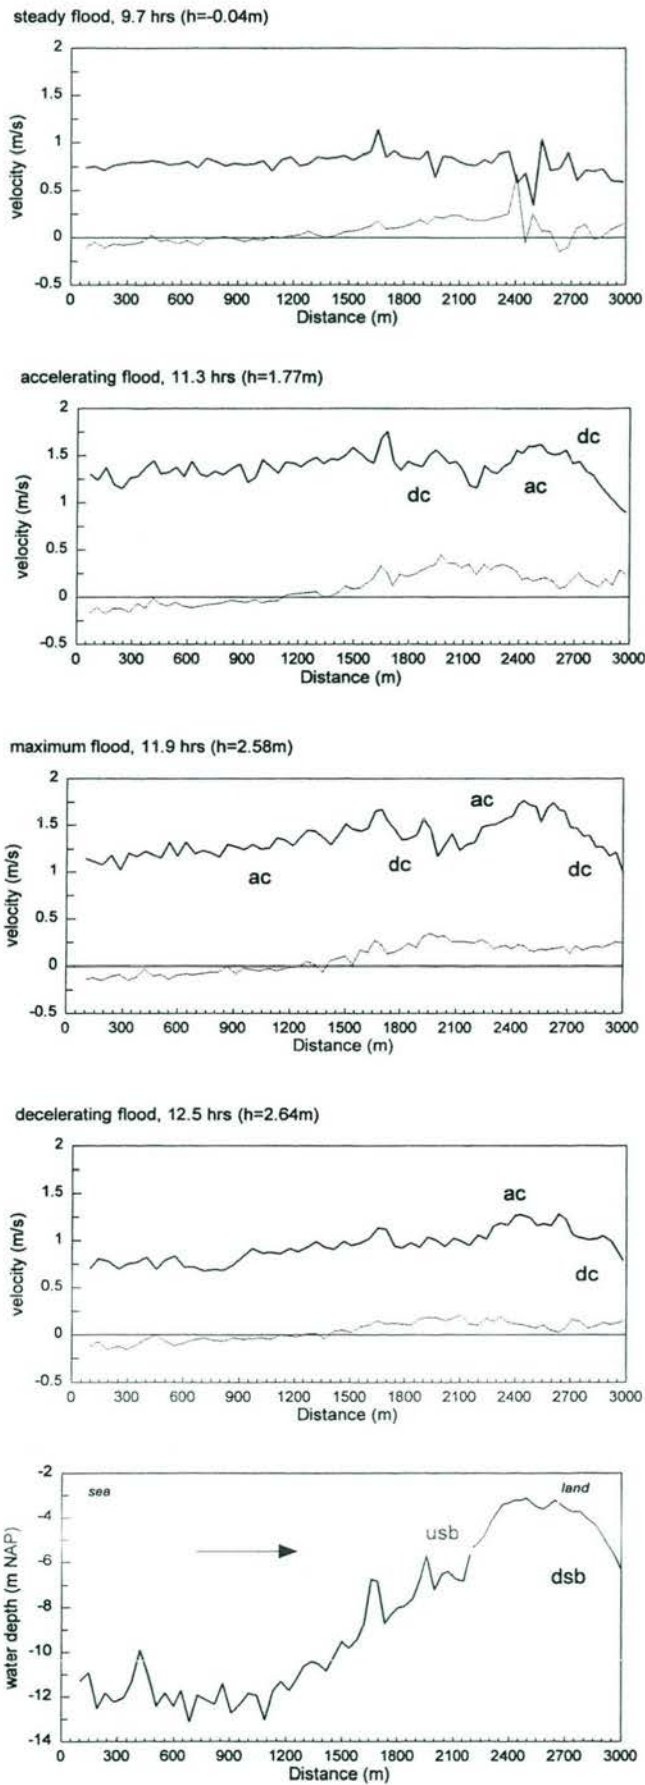 steady flood, 9.7 hrs (h=-0.04m)
2
1.5
1
0.5
0
-0.5
velocity (m/s)
0 300 600 900 1200 1500 1800 2100 2400 2700 3000
Distance (m)
accelerating flood, 11.3 hrs (h=1.77m)
2
1.5
1
0.5
0
-0.5
velocity (m/s)
dc
dc
ac
0 300 600 900 1200 1500 1800 2100 2400 2700 3000
Distance (m)
maximum flood, 11.9 hrs (h=2.58m)
2
1.5
1
0.5
0
-0.5
velocity (m/s)
ac
ac dc dc
0 300 600 900 1200 1500 1800 2100 2400 2700 3000
Distance (m)
decelerating flood, 12.5 hrs (h=2.64m)
2
1.5
1
0.5
0
-0.5
velocity (m/s)
ac
dc
0 300 600 900 1200 1500 1800 2100 2400 2700 3000
Distance (m)
-2
-4
-6
-8
-10
-12
-14
water depth (m NAP)
sea land
usb
dsb
0 300 600 900 1200 1500 1800 2100 2400 2700 3000
Distance (m)